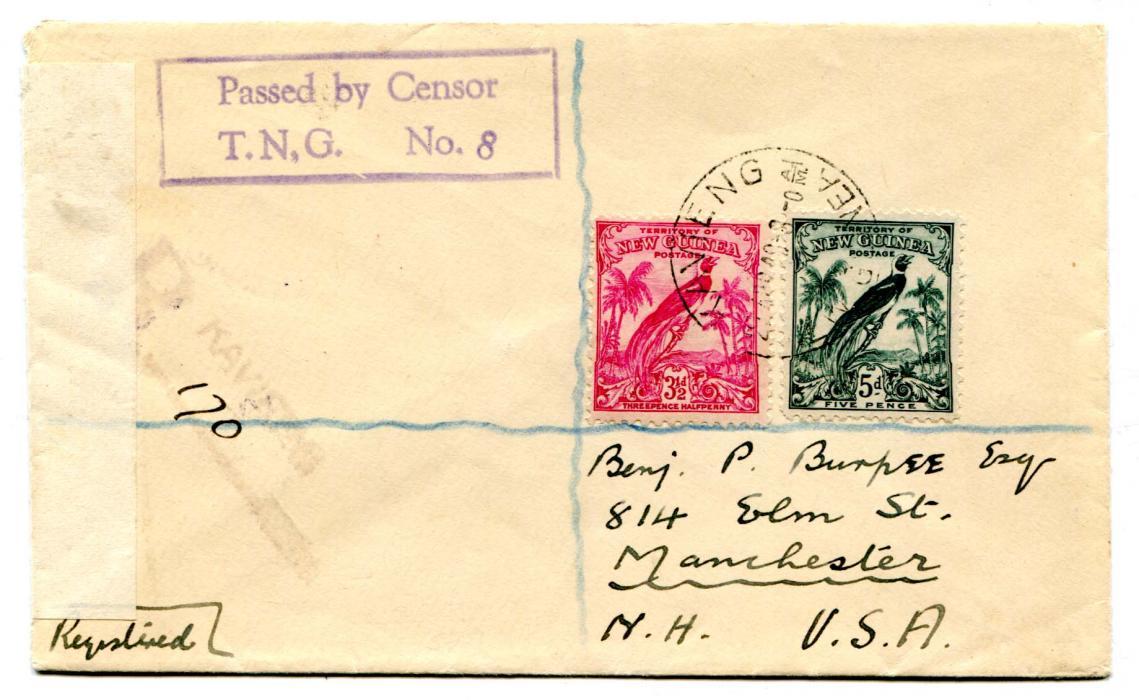 Passed by Censor
T.N,G. No. 8
KAVIENG
TERRITORY OF
NEW GUINEA
POSTAGE
3½d
THREEPENCE HALFPENNY
TERRITORY OF
NEW GUINEA
POSTAGE
5d
FIVE PENCE
170
Benj. P. Burpee Esq
814 Elm St.
Manchester
N.H. U.S.A.
Registered